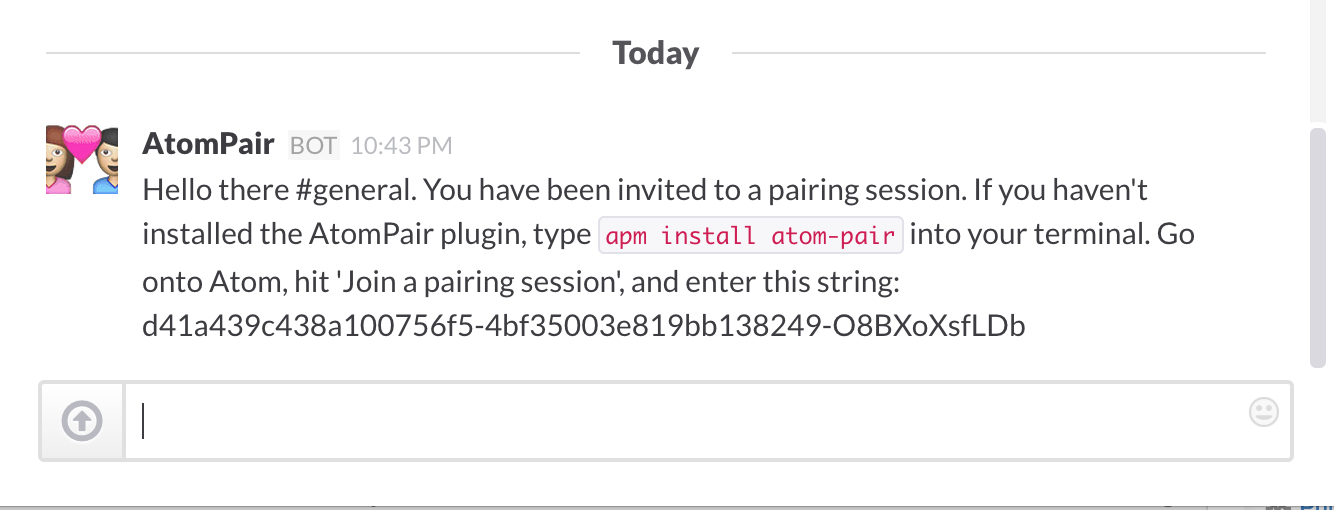 Today
AtomPair BOT 10:43 PM
Hello there #general. You have been invited to a pairing session. If you haven't
installed the AtomPair plugin, type apm install atom-pair into your terminal. Go
onto Atom, hit 'Join a pairing session', and enter this string:
d41a439c438a100756f5-4bf35003e819bb138249-O8BXoXsfLDb